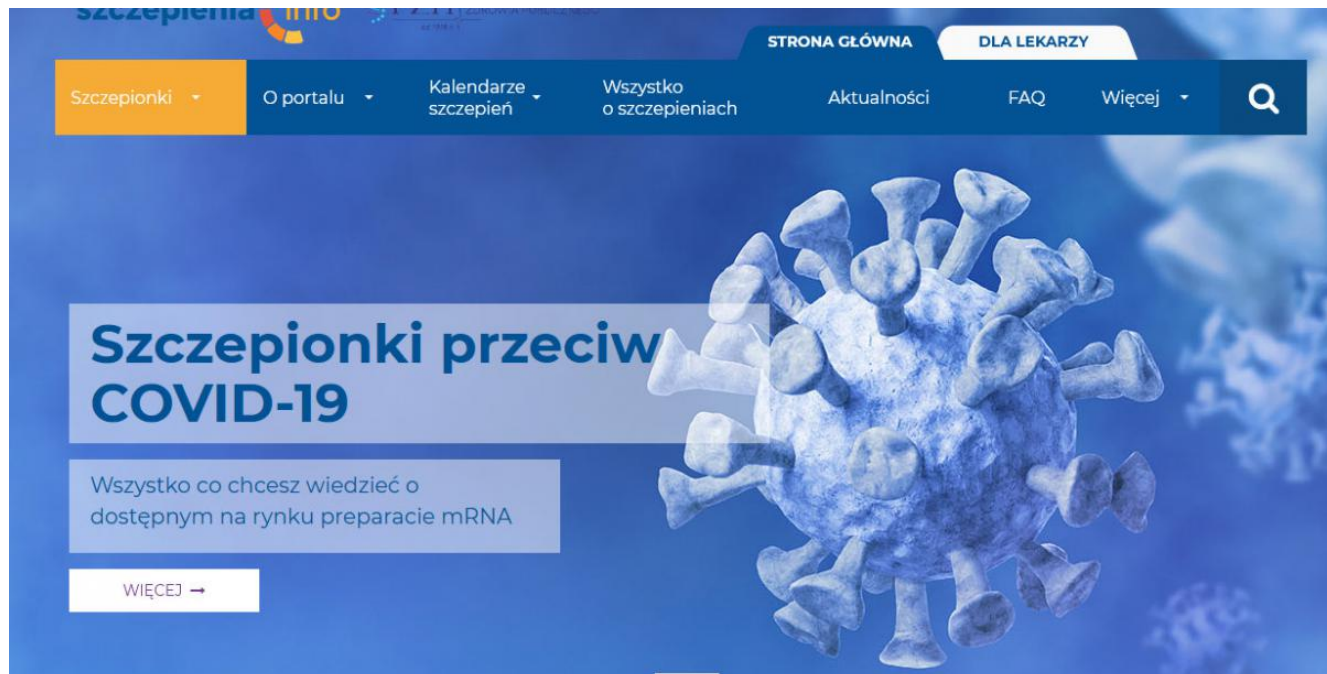 szczepienia info
STRONA GŁÓWNA
DLA LEKARZY
Szczepionki
O portalu
Kalendarze
szczepień
Wszystko
o szczepieniach
Aktualności
FAQ
Więcej
Szczepionki przeciw
COVID-19
Wszystko co chcesz wiedzieć o
dostępnym na rynku preparacie mRNA
WIĘCEJ →